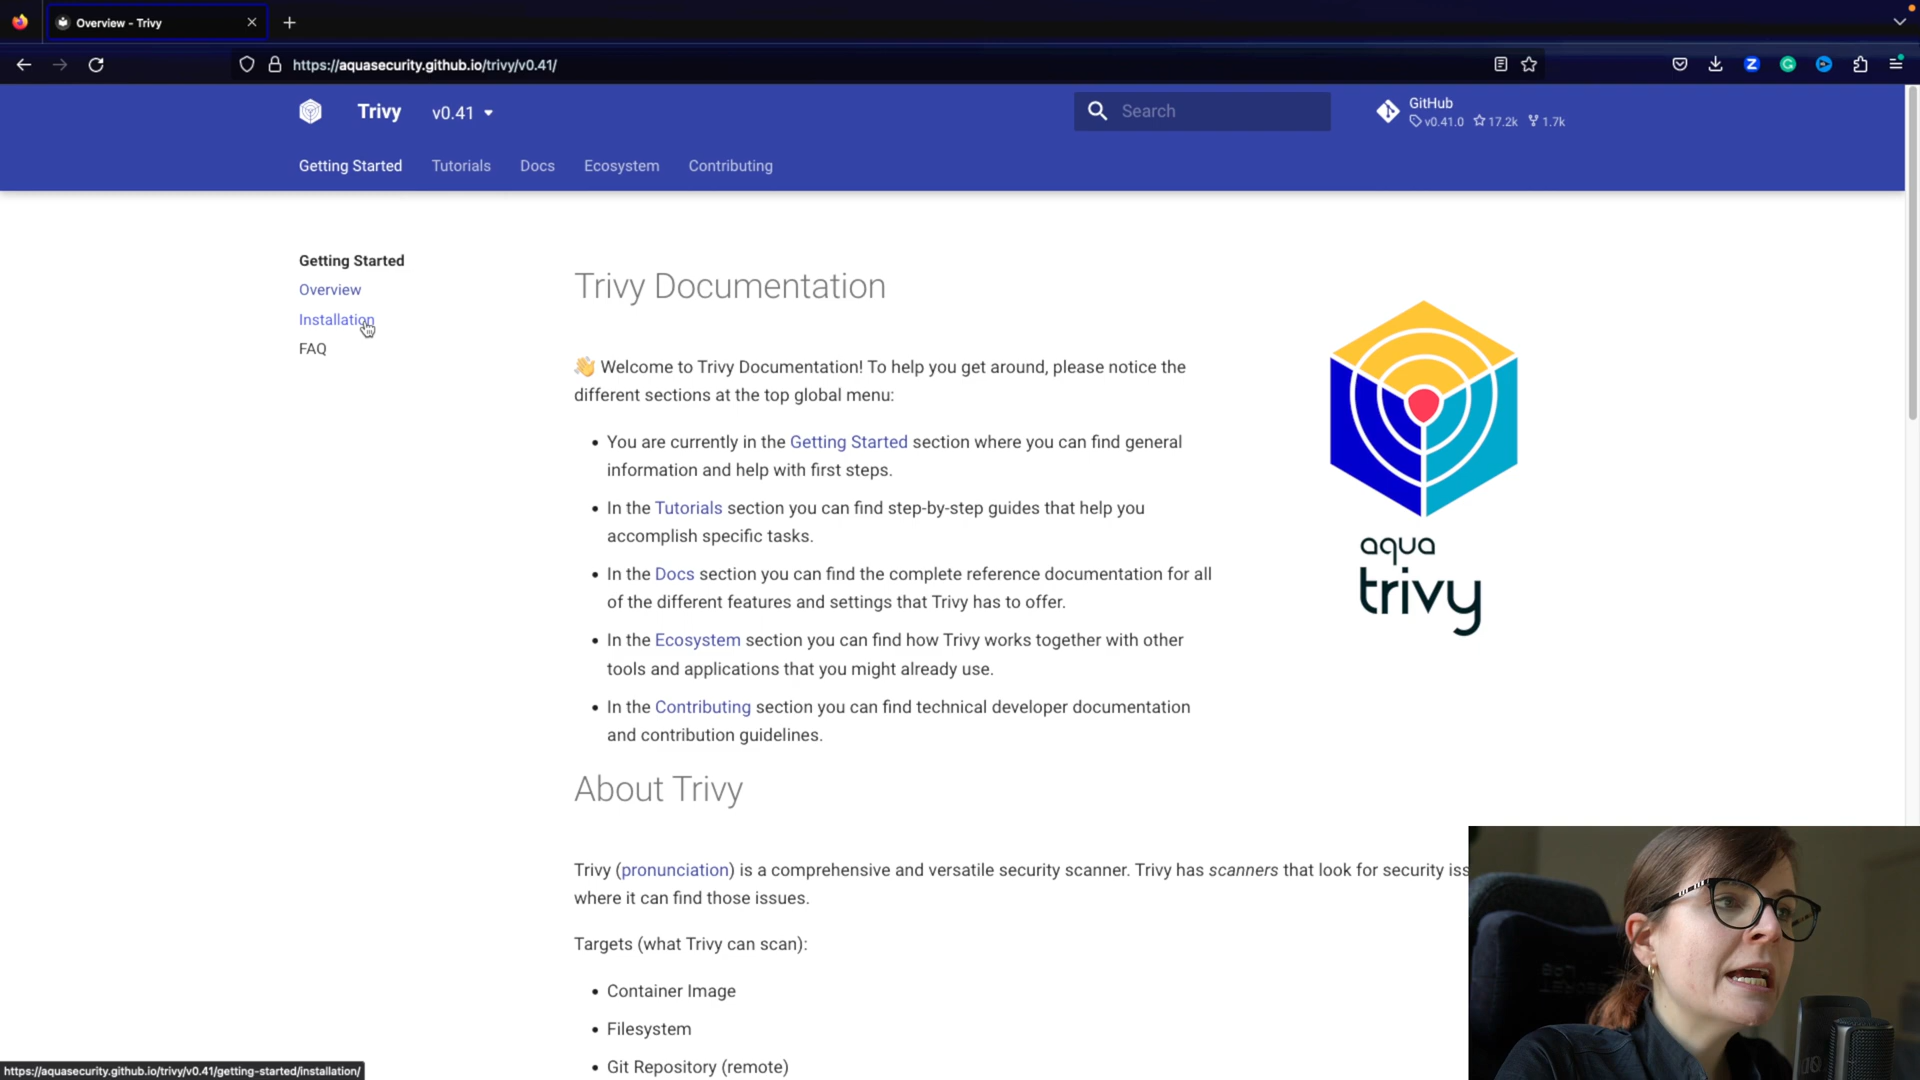 Overview - Trivy
https://aquasecurity.github.io/trivy/v0.41/
Trivy
v0.41
Search
GitHub
v0.41.0 17.2k 1.7k
Getting Started
Tutorials
Docs
Ecosystem
Contributing
Getting Started
Overview
Installation
FAQ
Trivy Documentation
👋 Welcome to Trivy Documentation! To help you get around, please notice the
different sections at the top global menu:
• You are currently in the Getting Started section where you can find general
information and help with first steps.
• In the Tutorials section you can find step-by-step guides that help you
accomplish specific tasks.
• In the Docs section you can find the complete reference documentation for all
of the different features and settings that Trivy has to offer.
• In the Ecosystem section you can find how Trivy works together with other
tools and applications that you might already use.
• In the Contributing section you can find technical developer documentation
and contribution guidelines.
aqua
trivy
About Trivy
Trivy (pronunciation) is a comprehensive and versatile security scanner. Trivy has scanners that look for security iss
where it can find those issues.
Targets (what Trivy can scan):
• Container Image
• Filesystem
• Git Repository (remote)
https://aquasecurity.github.io/trivy/v0.41/getting-started/installation/